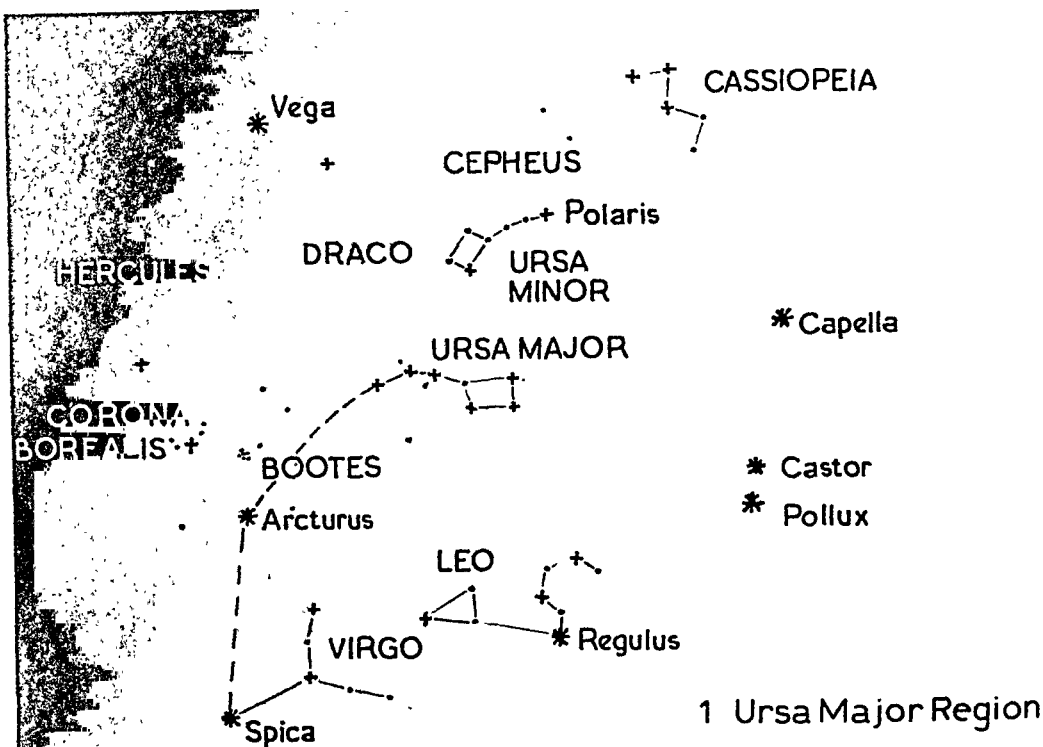 CASSIOPEIA
Vega
CEPHEUS
Polaris
DRACO
URSA
MINOR
HERCULES
Capella
URSA MAJOR
CORONA
BOREALIS
BOOTES
Castor
Arcturus
Pollux
LEO
Regulus
VIRGO
Spica
1 Ursa Major Region